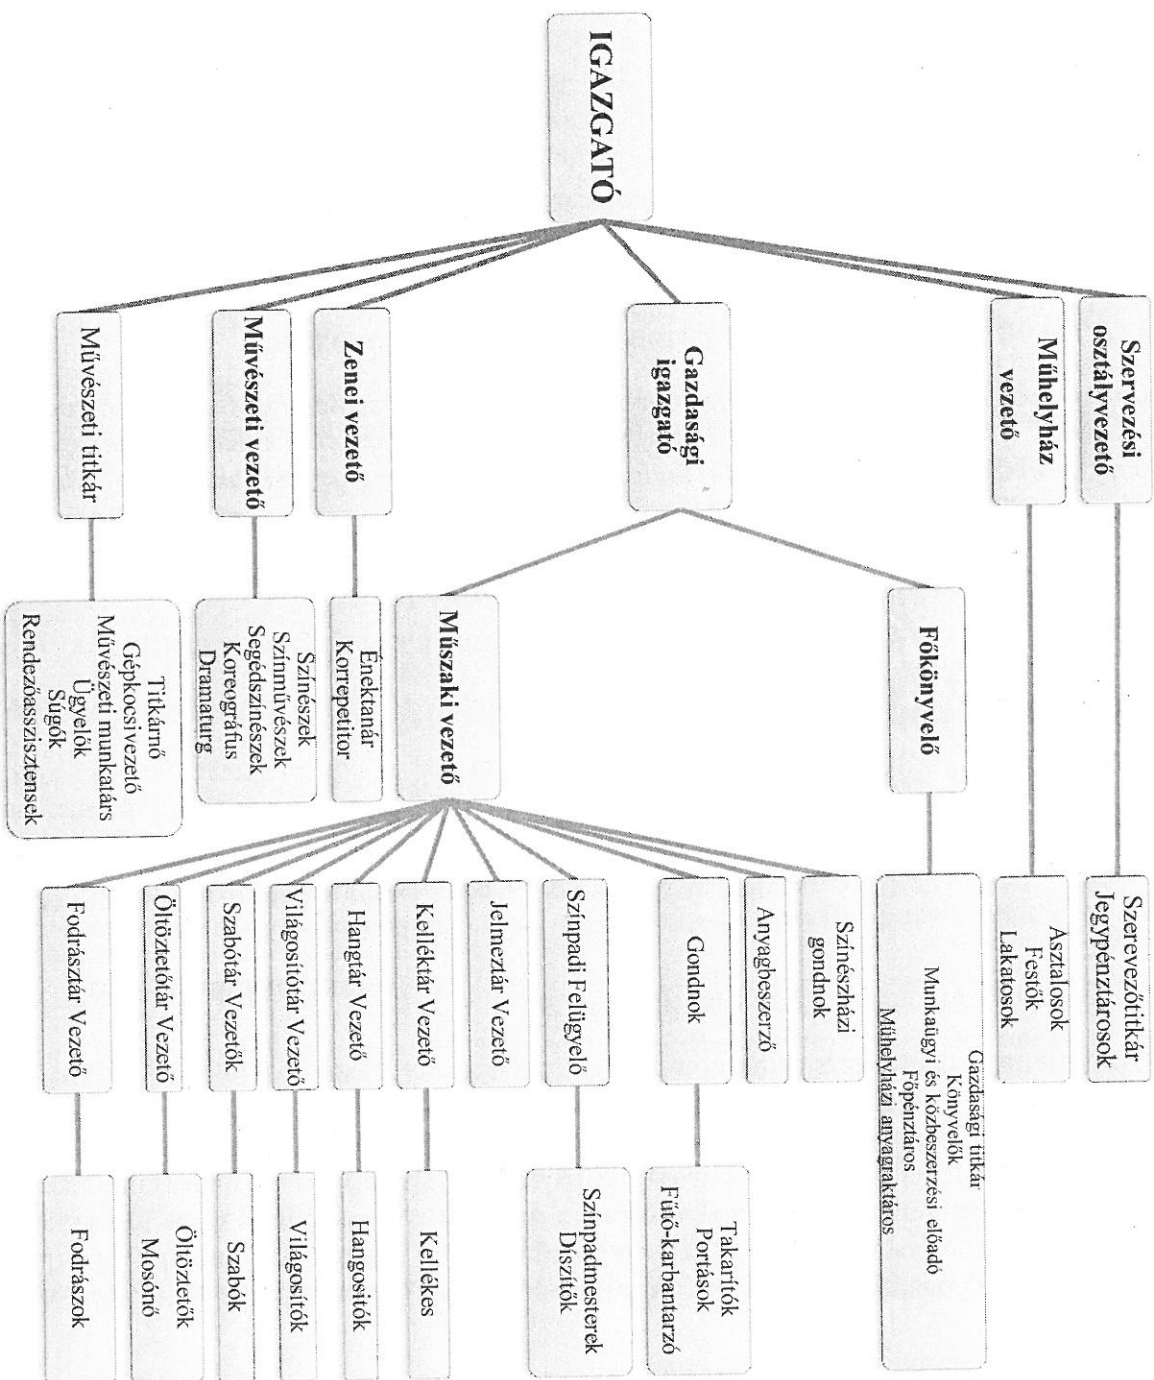 IGAZGATÓ
Művészeti titkár
Művészeti vezető
Zenei vezető
Gazdasági
igazgató
Műhelyház
vezető
Szervezési
osztályvezető
Titkárnő
Gépkocsivezető
Művészeti munkatárs
Ügyelők
Súgók
Rendezőasszisztensek
Színészek
Színművészek
Segédszínészek
Koreográfus
Dramaturg
Énektanár
Korrepetitor
Műszaki vezető
Főkönyvelő
Fodrásztár Vezető
Öltöztetőtár Vezető
Szabótár Vezetők
Világosítótár Vezető
Hangtár Vezető
Kelléktár Vezető
Jelmeztár Vezető
Színpadi Felügyelő
Gondnok
Anyagbeszerző
Színészházi
gondnok
Gazdasági titkár
Könyvelők
Munkaügyi és közbeszerzési előadó
Főpénztáros
Műhelyházi anyagraktáros
Asztalosok
Festők
Lakatosok
Szerevezőtitkár
Jegypénztárosok
Fodrászok
Öltöztetők
Mosónő
Szabók
Világosítók
Hangosítók
Kellékes
Színpadmesterek
Díszítők
Takarítók
Portások
Fűtő-karbantarzó